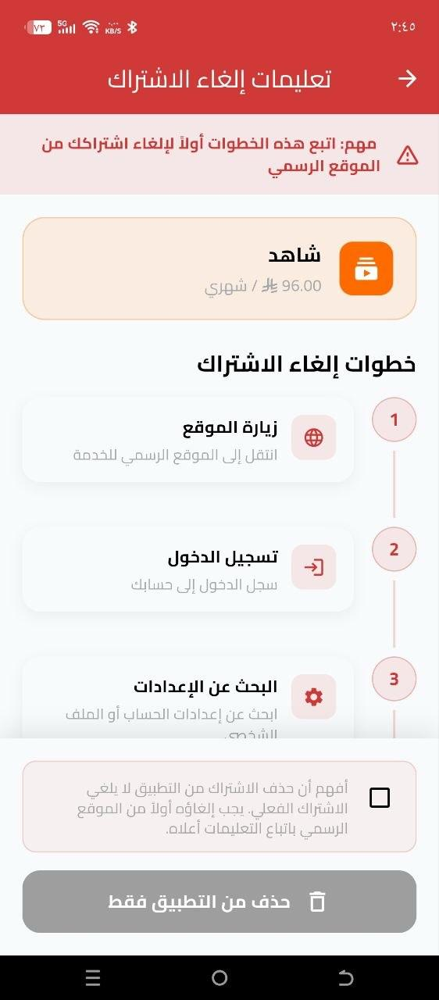 ٢:٤٥
5G
KB/S
٧٣
تعليمات إلغاء الاشتراك
مهم: اتبع هذه الخطوات أولاً لإلغاء اشتراكك من
الموقع الرسمي
شاهد
96.00 / شهري
خطوات إلغاء الاشتراك
1
زيارة الموقع
انتقل إلى الموقع الرسمي للخدمة
2
تسجيل الدخول
سجل الدخول إلى حسابك
3
البحث عن الإعدادات
ابحث عن إعدادات الحساب أو الملف
الشخصي
أفهم أن حذف الاشتراك من التطبيق لا يلغي
الاشتراك الفعلي. يجب إلغاؤه أولاً من الموقع
الرسمي باتباع التعليمات أعلاه.
حذف من التطبيق فقط